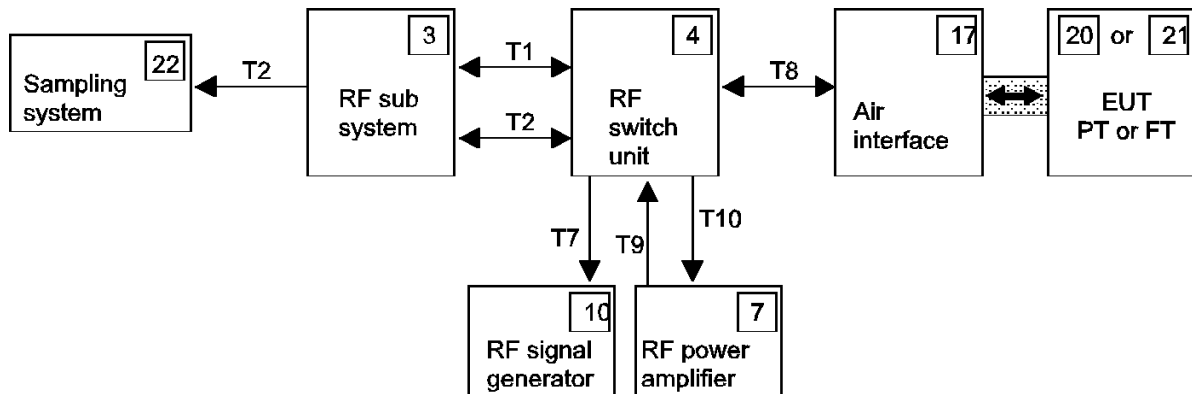 22
Sampling
system
T2
3
RF sub
system
T1
T2
4
RF
switch
unit
T8
17
Air
interface
20 or 21
EUT
PT or FT
T7
T9
T10
10
RF signal
generator
7
RF power
amplifier